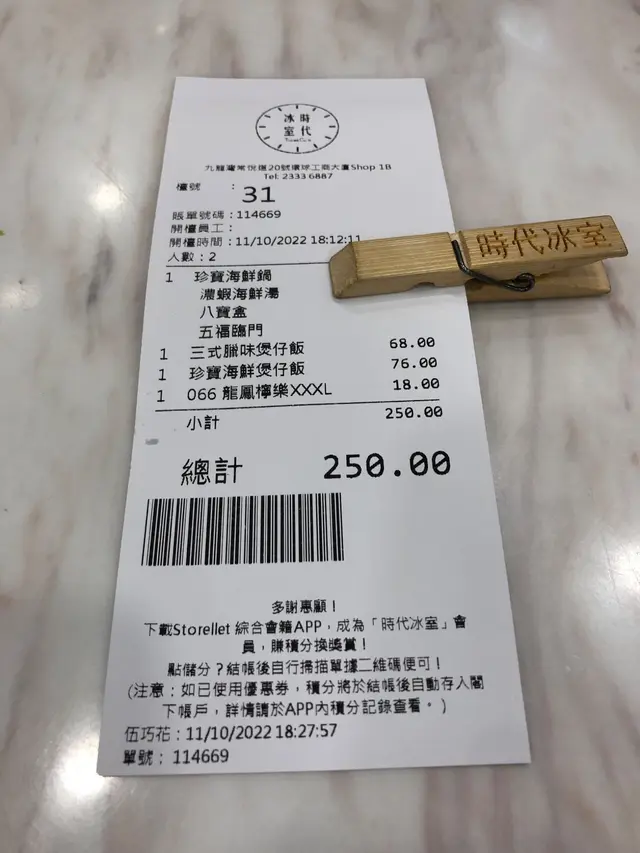 冰時
室代
九龍灣常悅道20號環球工商大廈Shop 1B
Tel: 2333 6887
檯號 : 31
賬單號碼 : 114669
開檯員工 :
開檯時間 : 11/10/2022 18:12:11
人數 : 2
時代冰室
1 珍寶海鮮鍋
濃蝦海鮮湯
八寶盒
五福臨門
1 三式臘味煲仔飯 68.00
1 珍寶海鮮煲仔飯 76.00
1 066 龍鳳檸樂XXXL 18.00
小計 250.00
總計 250.00
多謝惠顧！
下載Storellet 綜合會籍APP，成為「時代冰室」會
員，賺積分換獎賞！
點儲分？結帳後自行掃描單據二維碼便可！
(注意：如已使用優惠券，積分將於結帳後自動存入閣
下帳戶，詳情請於APP內積分記錄查看。)
伍巧花 : 11/10/2022 18:27:57
單號 : 114669